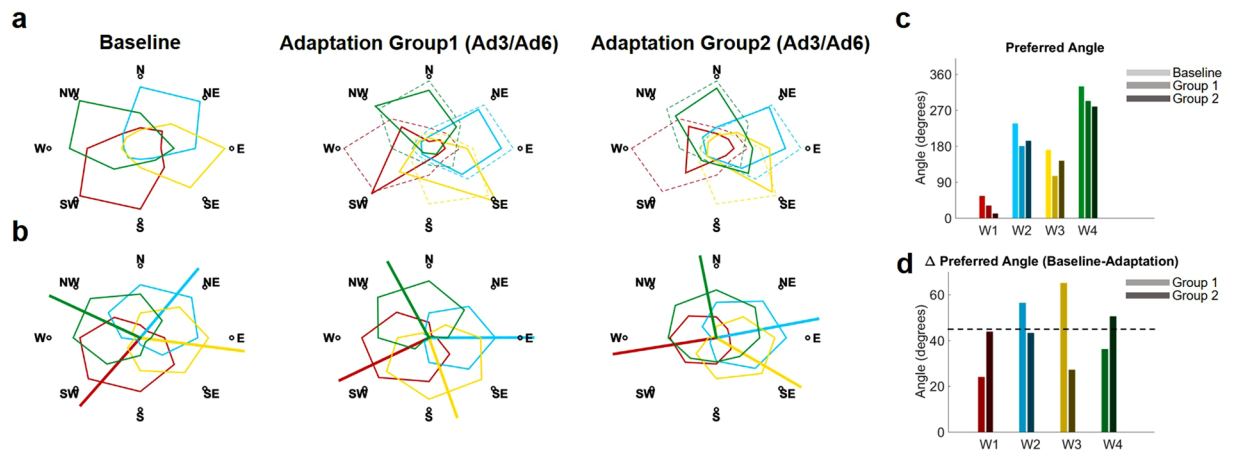 a
Baseline
Adaptation Group1 (Ad3/Ad6)
Adaptation Group2 (Ad3/Ad6)
N
NW
NE
W
E
SW
SE
S
N
NW
NE
W
E
SW
SE
S
N
NW
NE
W
E
SW
SE
S
b
N
NW
NE
W
E
SW
SE
S
N
NW
NE
W
E
SW
SE
S
N
NW
NE
W
E
SW
SE
S
c
Preferred Angle
Angle (degrees)
360
270
180
90
0
W1
W2
W3
W4
Baseline
Group 1
Group 2
d
Δ Preferred Angle (Baseline-Adaptation)
Angle (degrees)
60
40
20
0
W1
W2
W3
W4
Group 1
Group 2